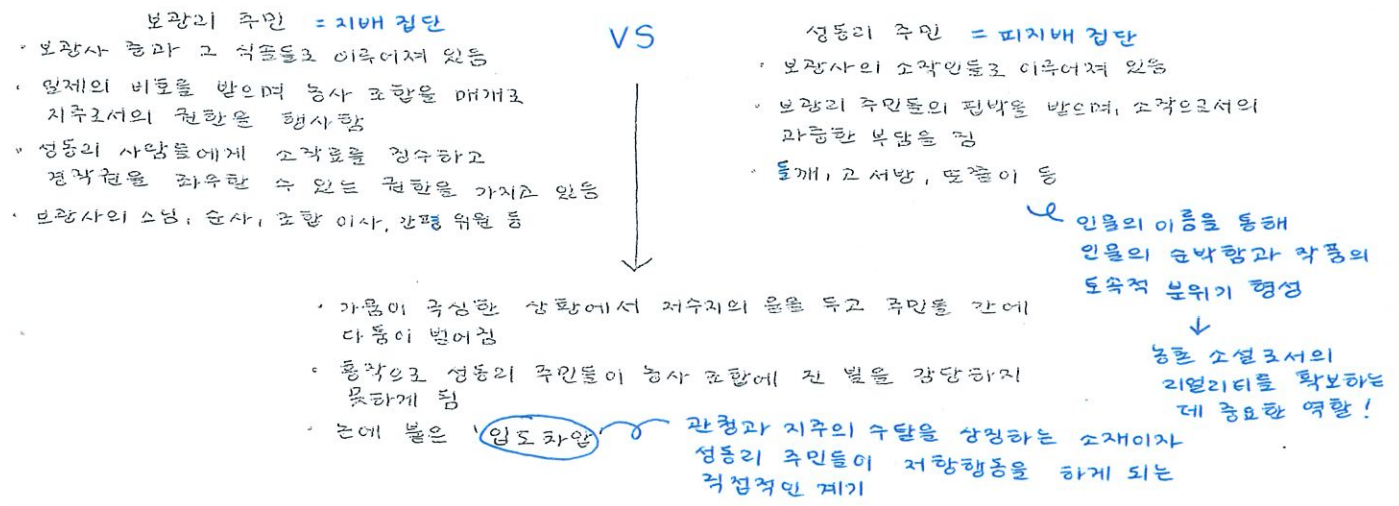 보광리 주민 = 지배 집단
· 보광사 중과 그 식솔들로 이루어져 있음
· 일제의 비호를 받으며 농사 조합을 매개로
지주로서의 권한을 행사함
· 성동리 사람들에게 소작료를 징수하고
경작권을 좌우할 수 있는 권한을 가지고 있음
· 보광사의 스님, 순사, 조합 이사, 간평 위원 등
VS
성동리 주민 = 피지배 집단
· 보광사의 소작인들로 이루어져 있음
· 보광리 주민들의 핍박을 받으며, 소작으로서의
과중한 부담을 짐
· 들깨, 고 서방, 또쭐이 등
인물의 이름을 통해
인물의 순박함과 작품의
토속적 분위기 형성
↓
농촌 소설로서의
리얼리티를 확보하는
데 중요한 역할!
· 가뭄이 극심한 상황에서 저수지의 물을 두고 주민들 간에
다툼이 벌어짐
· 흉작으로 성동리 주민들이 농사 조합에 진 빚을 감당하지
못하게 됨
· 논에 붙은 '입도차압'
관청과 지주의 수탈을 상징하는 소재이자
성동리 주민들이 저항행동을 하게 되는
직접적인 계기